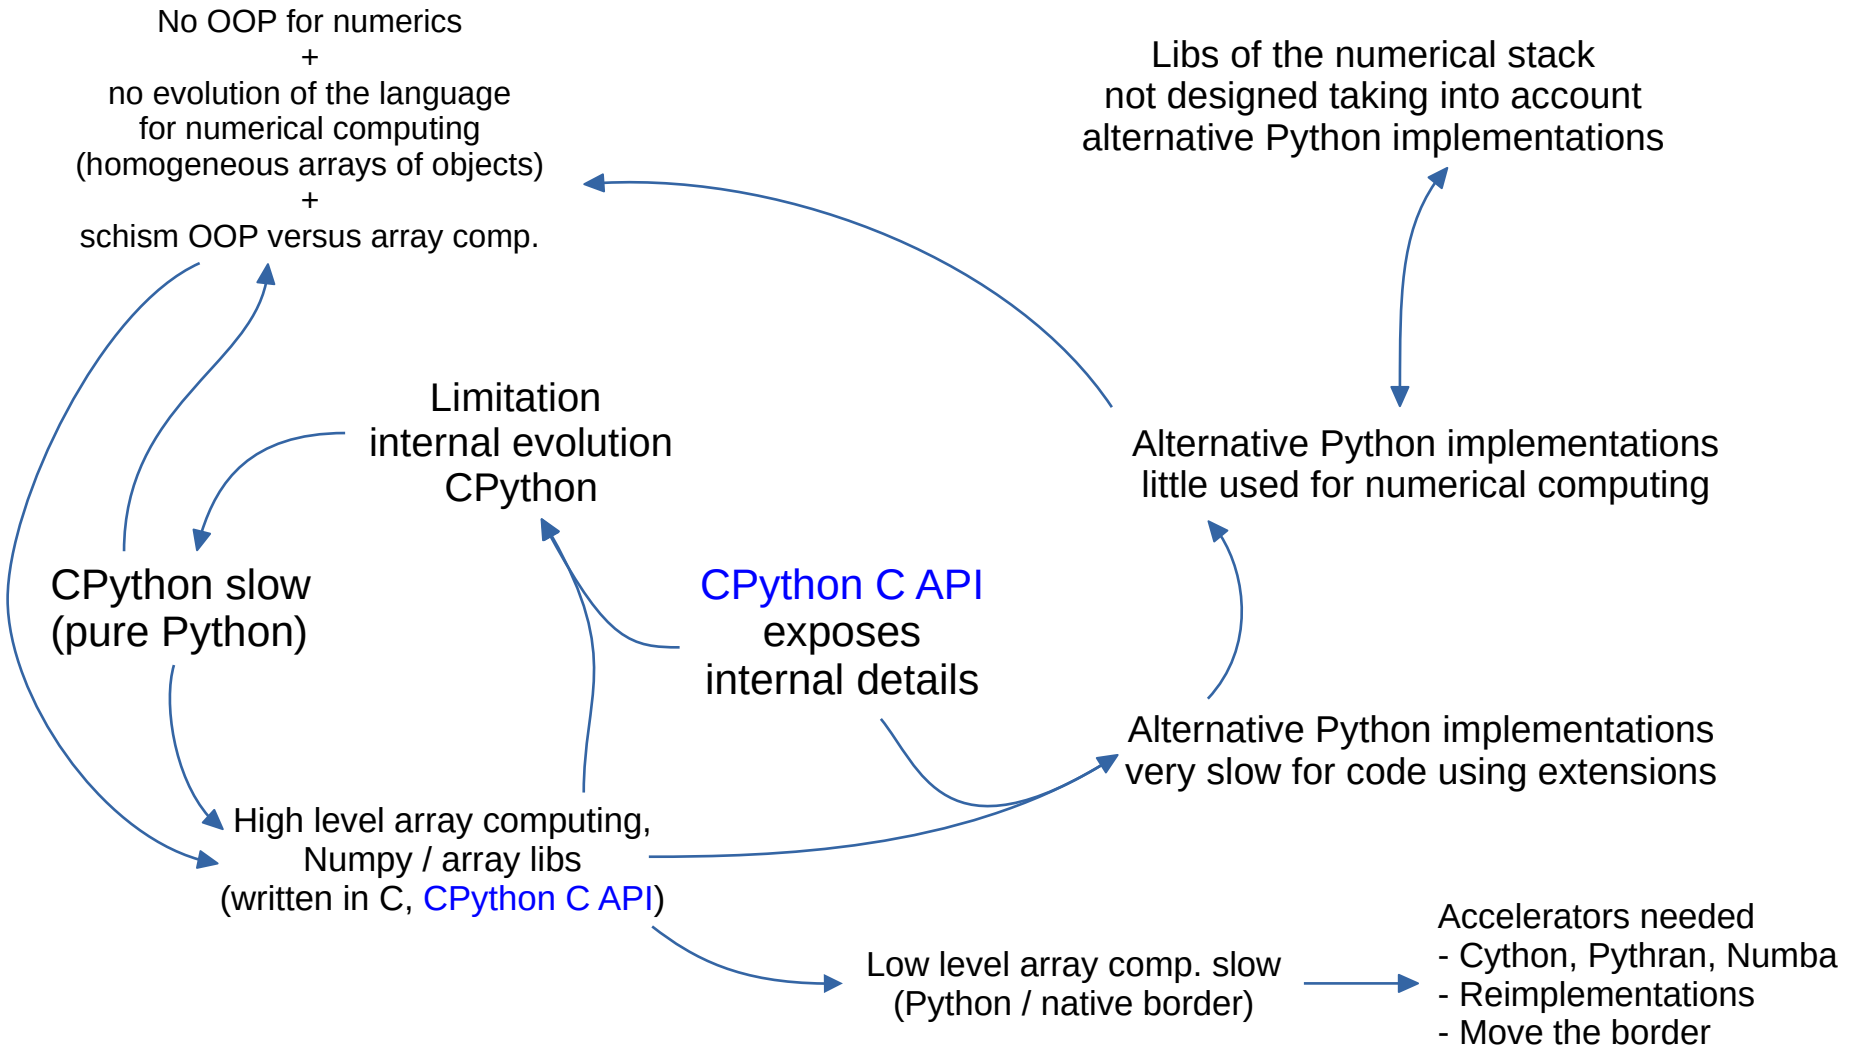 No OOP for numerics
+
no evolution of the language
for numerical computing
(homogeneous arrays of objects)
+
schism OOP versus array comp.
Libs of the numerical stack
not designed taking into account
alternative Python implementations
Limitation
internal evolution
CPython
Alternative Python implementations
little used for numerical computing
CPython slow
(pure Python)
CPython C API
exposes
internal details
Alternative Python implementations
very slow for code using extensions
High level array computing,
Numpy / array libs
(written in C, CPython C API)
Low level array comp. slow
(Python / native border)
Accelerators needed
- Cython, Pythran, Numba
- Reimplementations
- Move the border